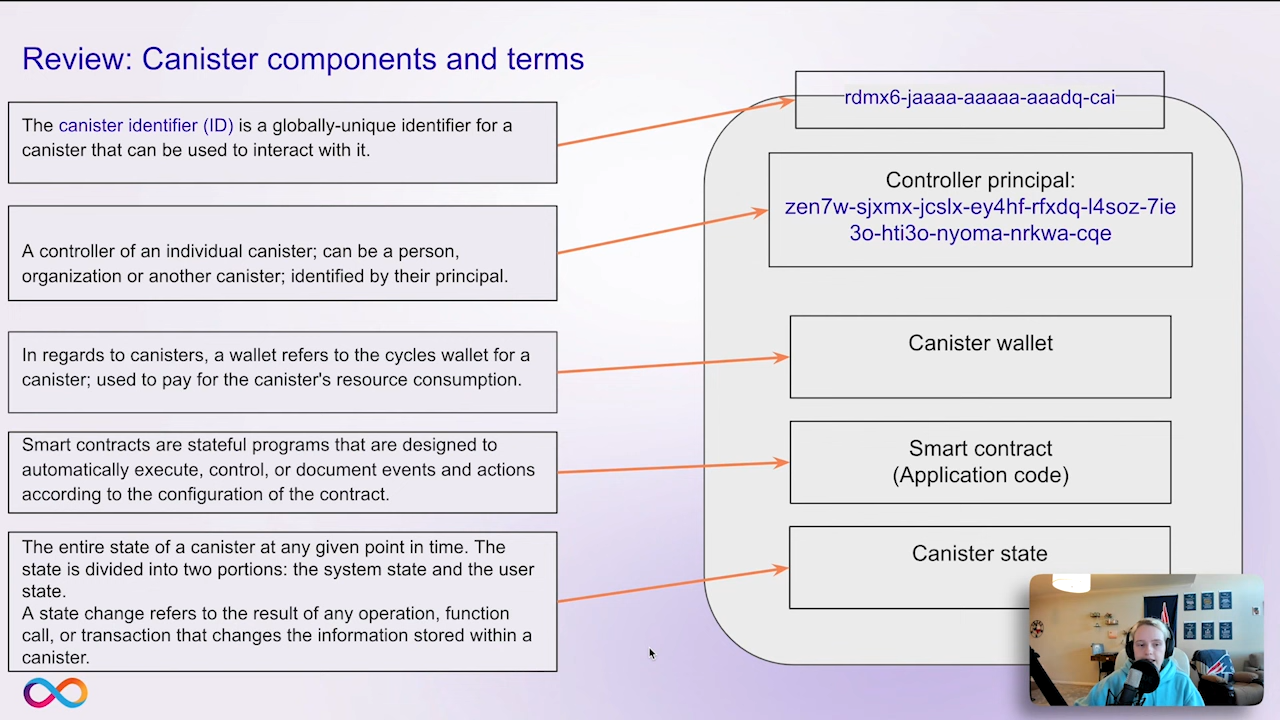 Review: Canister components and terms
The canister identifier (ID) is a globally-unique identifier for a
canister that can be used to interact with it.
A controller of an individual canister; can be a person,
organization or another canister; identified by their principal.
In regards to canisters, a wallet refers to the cycles wallet for a
canister; used to pay for the canister's resource consumption.
Smart contracts are stateful programs that are designed to
automatically execute, control, or document events and actions
according to the configuration of the contract.
The entire state of a canister at any given point in time. The
state is divided into two portions: the system state and the user
state.
A state change refers to the result of any operation, function
call, or transaction that changes the information stored within a
canister.
rdmx6-jaaaa-aaaaa-aaadq-cai
Controller principal:
zen7w-sjxmx-jcslx-ey4hf-rfxdq-l4soz-7ie
3o-hti3o-nyoma-nrkwa-cqe
Canister wallet
Smart contract
(Application code)
Canister state